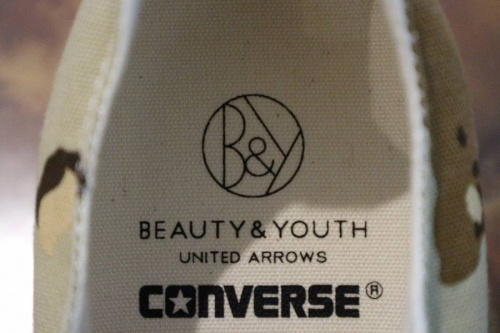 B&Y
BEAUTY & YOUTH
UNITED ARROWS
CONVERSE®